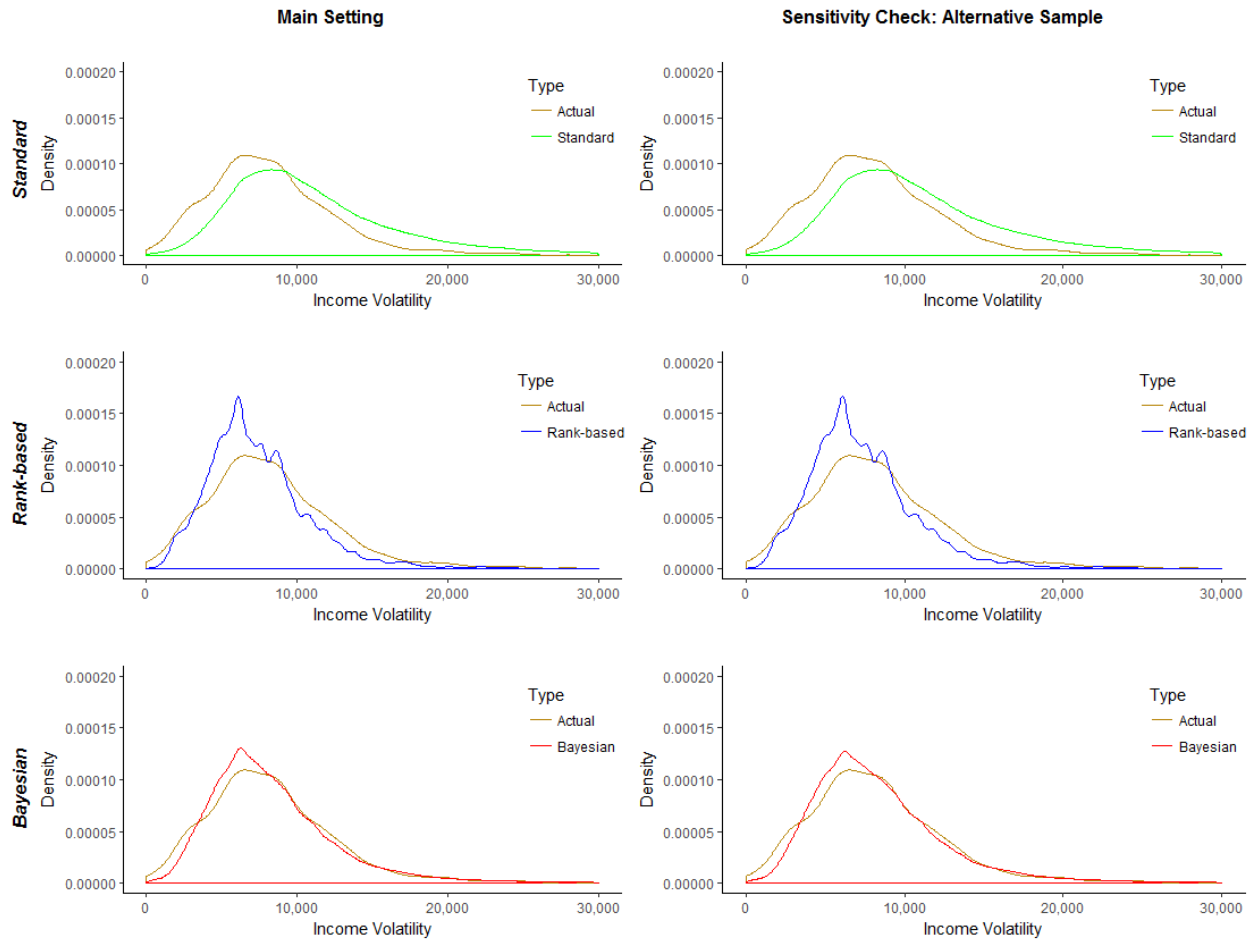 Main Setting
Sensitivity Check: Alternative Sample
Standard
Density
0.00020
0.00015
0.00010
0.00005
0.00000
0
10,000
20,000
30,000
Income Volatility
Type
Actual
Standard
Density
0.00020
0.00015
0.00010
0.00005
0.00000
0
10,000
20,000
30,000
Income Volatility
Type
Actual
Standard
Rank-based
Density
0.00020
0.00015
0.00010
0.00005
0.00000
0
10,000
20,000
30,000
Income Volatility
Type
Actual
Rank-based
Density
0.00020
0.00015
0.00010
0.00005
0.00000
0
10,000
20,000
30,000
Income Volatility
Type
Actual
Rank-based
Bayesian
Density
0.00020
0.00015
0.00010
0.00005
0.00000
0
10,000
20,000
30,000
Income Volatility
Type
Actual
Bayesian
Density
0.00020
0.00015
0.00010
0.00005
0.00000
0
10,000
20,000
30,000
Income Volatility
Type
Actual
Bayesian